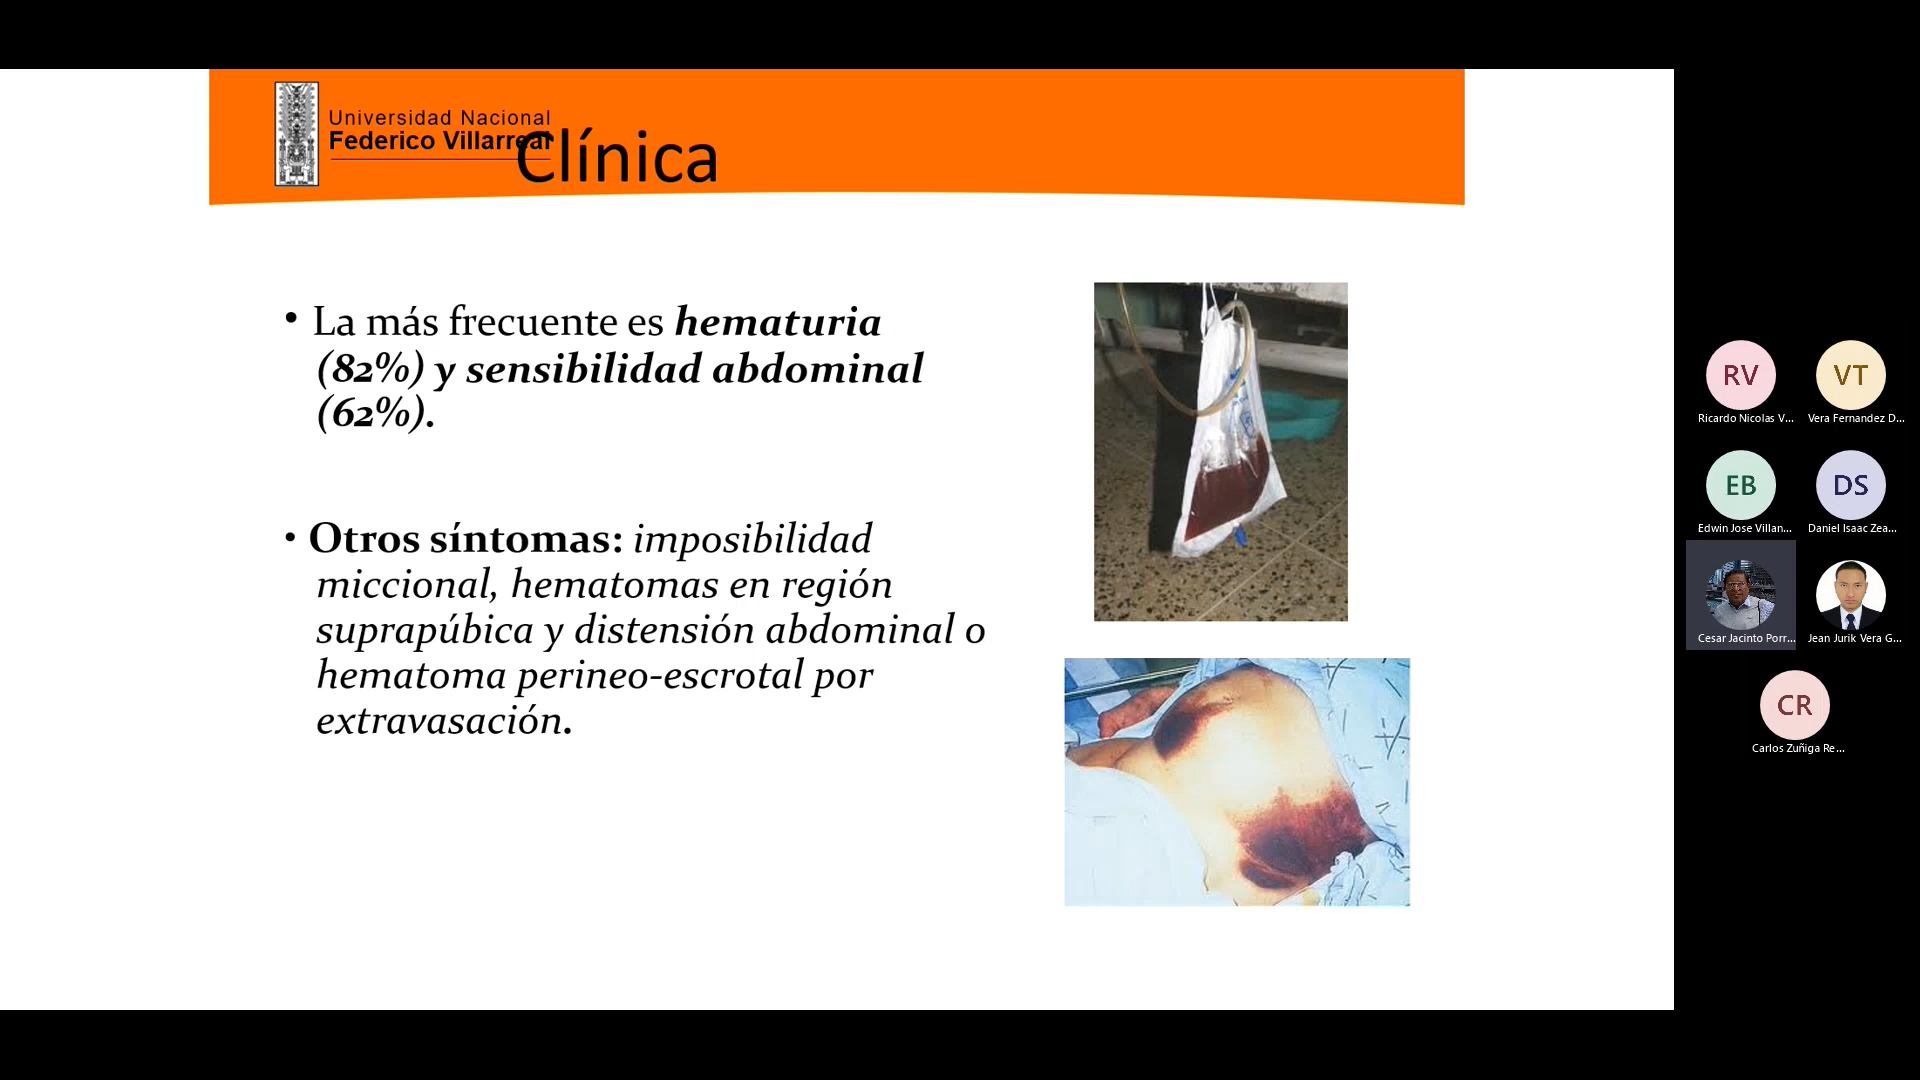 Universidad Nacional
Federico Villarreal
Clínica
• La más frecuente es hematuria
(82%) y sensibilidad abdominal
(62%).
• Otros síntomas: imposibilidad
miccional, hematomas en región
suprapúbica y distensión abdominal o
hematoma perineo-escrotal por
extravasación.
RV
Ricardo Nicolas V...
VT
Vera Fernandez D...
EB
Edwin Jose Villan...
DS
Daniel Isaac Zea...
Cesar Jacinto Porr...
Jean Jurik Vera G...
CR
Carlos Zuñiga Re...